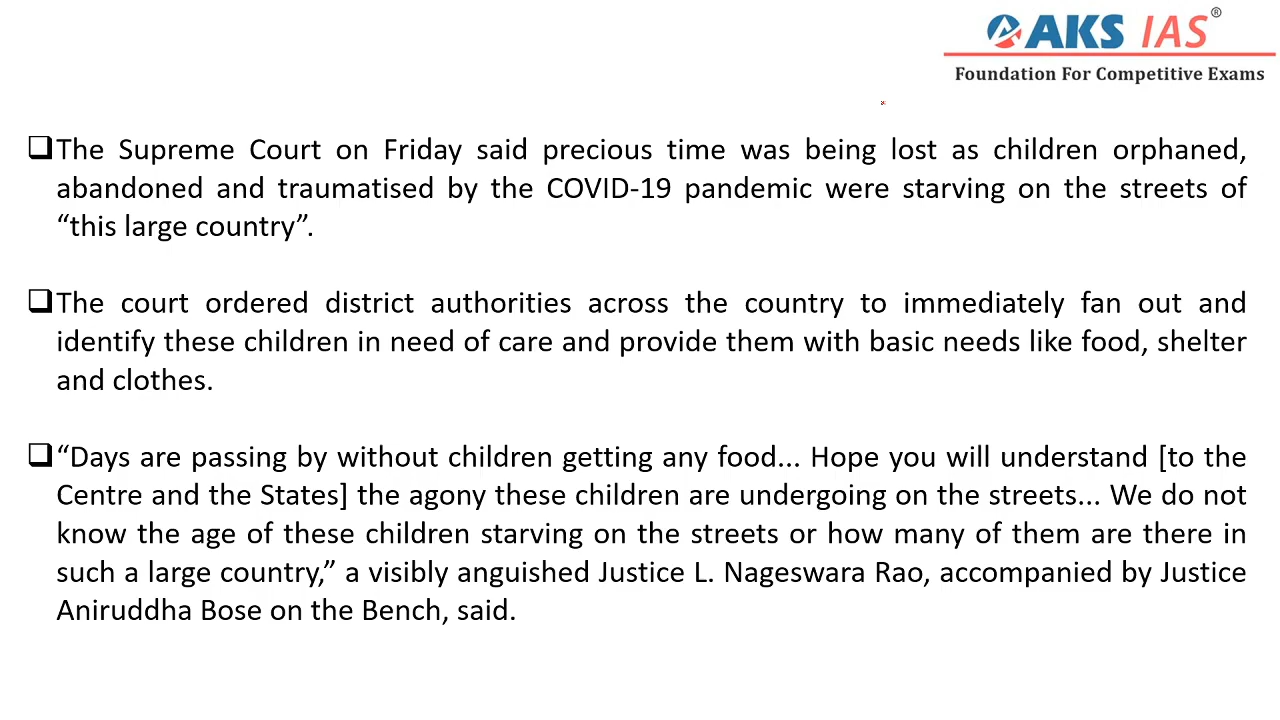 AKS IAS®
Foundation For Competitive Exams
❑The Supreme Court on Friday said precious time was being lost as children orphaned,
abandoned and traumatised by the COVID-19 pandemic were starving on the streets of
“this large country”.
❑The court ordered district authorities across the country to immediately fan out and
identify these children in need of care and provide them with basic needs like food, shelter
and clothes.
❑“Days are passing by without children getting any food... Hope you will understand [to the
Centre and the States] the agony these children are undergoing on the streets... We do not
know the age of these children starving on the streets or how many of them are there in
such a large country,” a visibly anguished Justice L. Nageswara Rao, accompanied by Justice
Aniruddha Bose on the Bench, said.